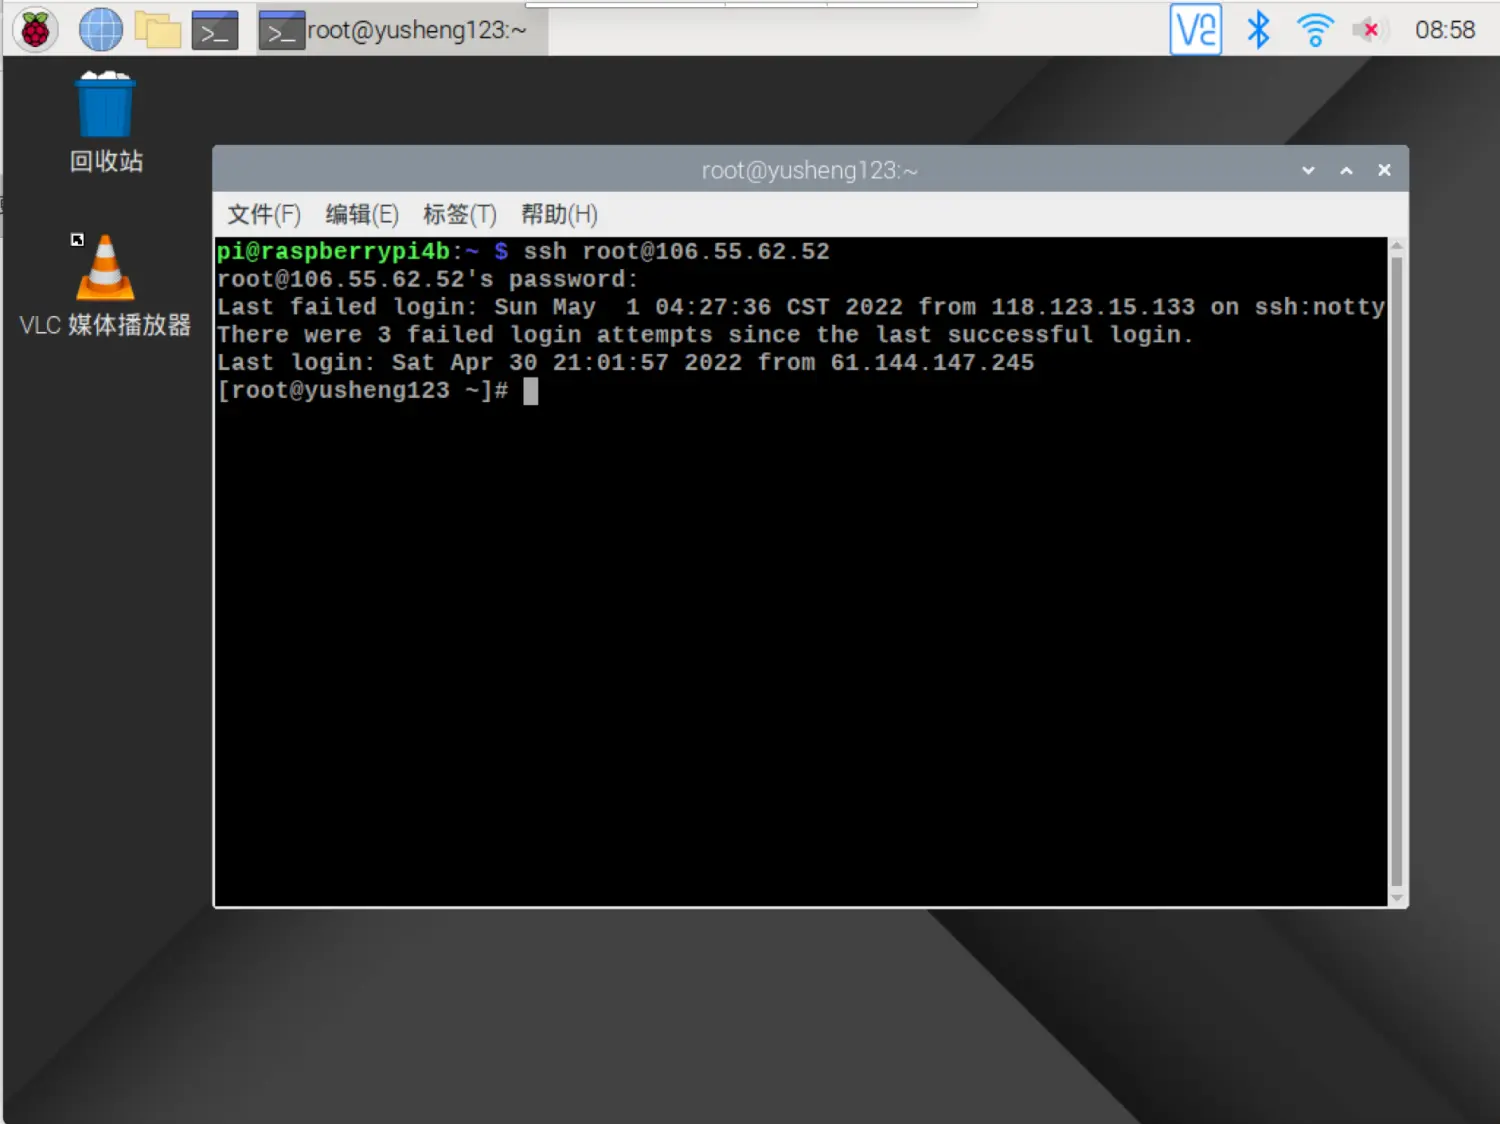 root@yusheng123:~
08:58
回收站
VLC 媒体播放器
root@yusheng123:~
文件(F) 编辑(E) 标签(T) 帮助(H)
pi@raspberrypi4b:~ $ ssh root@106.55.62.52
root@106.55.62.52's password:
Last failed login: Sun May  1 04:27:36 CST 2022 from 118.123.15.133 on ssh:notty
There were 3 failed login attempts since the last successful login.
Last login: Sat Apr 30 21:01:57 2022 from 61.144.147.245
[root@yusheng123 ~]#